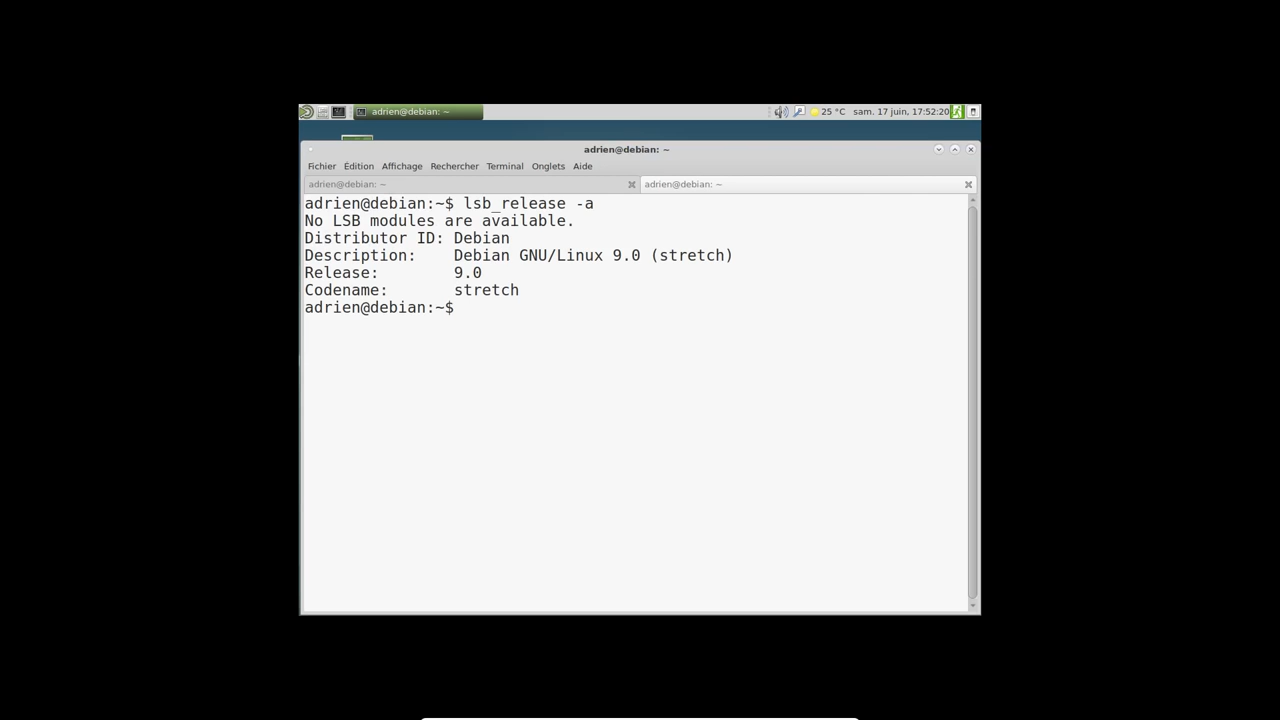 adrien@debian: ~
25 °C sam. 17 juin, 17:52:20
adrien@debian: ~
Fichier Édition Affichage Rechercher Terminal Onglets Aide
adrien@debian: ~ adrien@debian: ~
adrien@debian:~$ lsb_release -a
No LSB modules are available.
Distributor ID: Debian
Description: Debian GNU/Linux 9.0 (stretch)
Release: 9.0
Codename: stretch
adrien@debian:~$